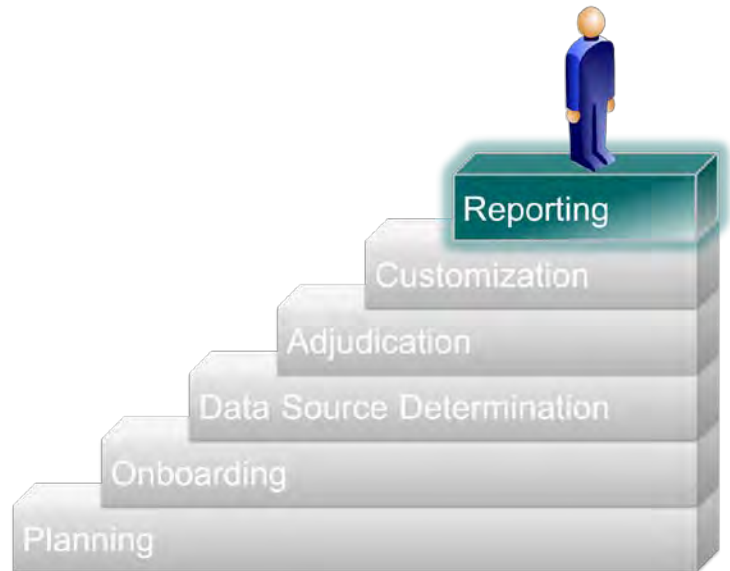 Reporting
Customization
Adjudication
Data Source Determination
Onboarding
Planning